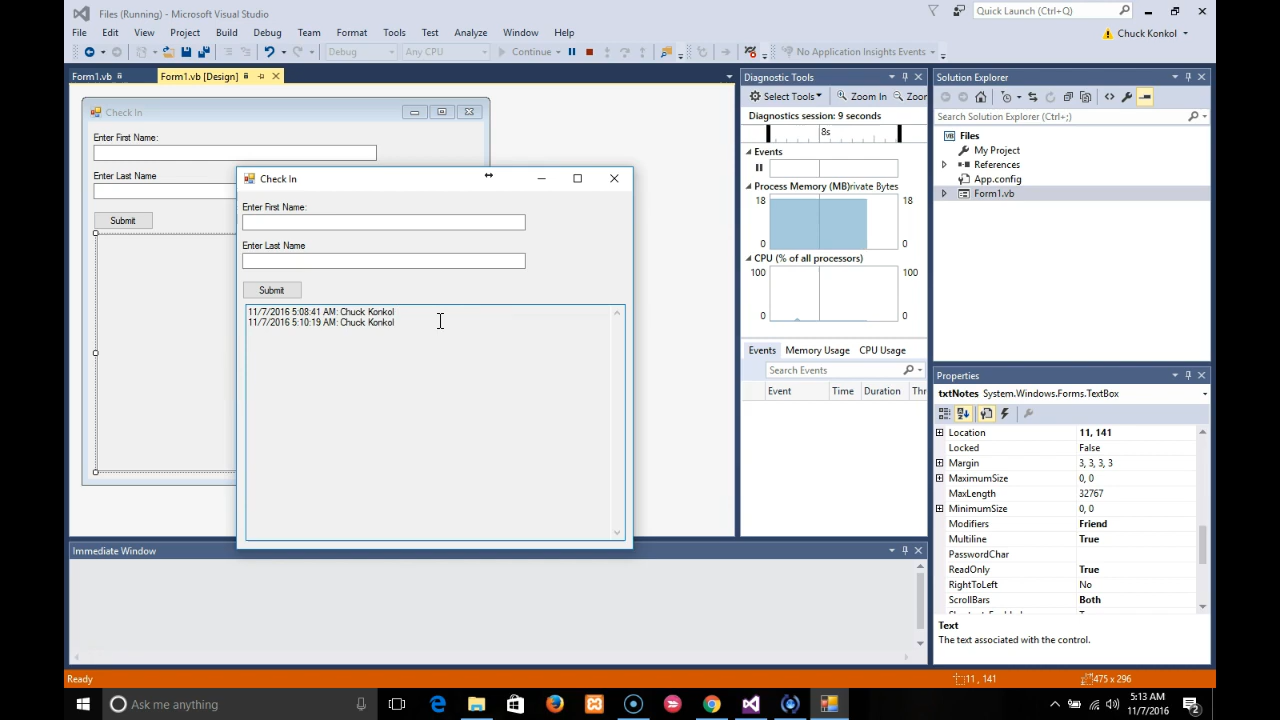 Files (Running) - Microsoft Visual Studio
Quick Launch (Ctrl+Q)
File Edit View Project Build Debug Team Format Tools Test Analyze Window Help
Chuck Konkol
Debug Any CPU Continue No Application Insights Events
Form1.vb
Form1.vb [Design]
Check In
Enter First Name:
Enter Last Name
Submit
Check In
Enter First Name:
Enter Last Name
Submit
11/7/2016 5:08:41 AM: Chuck Konkol
11/7/2016 5:10:19 AM: Chuck Konkol
Immediate Window
Diagnostic Tools
Select Tools Zoom In Zoor
Diagnostics session: 9 seconds
8s
Events
Process Memory (MB)rivate Bytes
18 18
0 0
CPU (% of all processors)
100 100
0 0
Events Memory Usage CPU Usage
Search Events
Event Time Duration Thr
Solution Explorer
Search Solution Explorer (Ctrl+;)
VB Files
My Project
References
App.config
Form1.vb
Properties
txtNotes System.Windows.Forms.TextBox
Location 11, 141
Locked False
Margin 3, 3, 3, 3
MaximumSize 0, 0
MaxLength 32767
MinimumSize 0, 0
Modifiers Friend
Multiline True
PasswordChar
ReadOnly True
RightToLeft No
ScrollBars Both
Text
The text associated with the control.
Ready
11, 141
475 x 296
Ask me anything
5:13 AM
11/7/2016
2